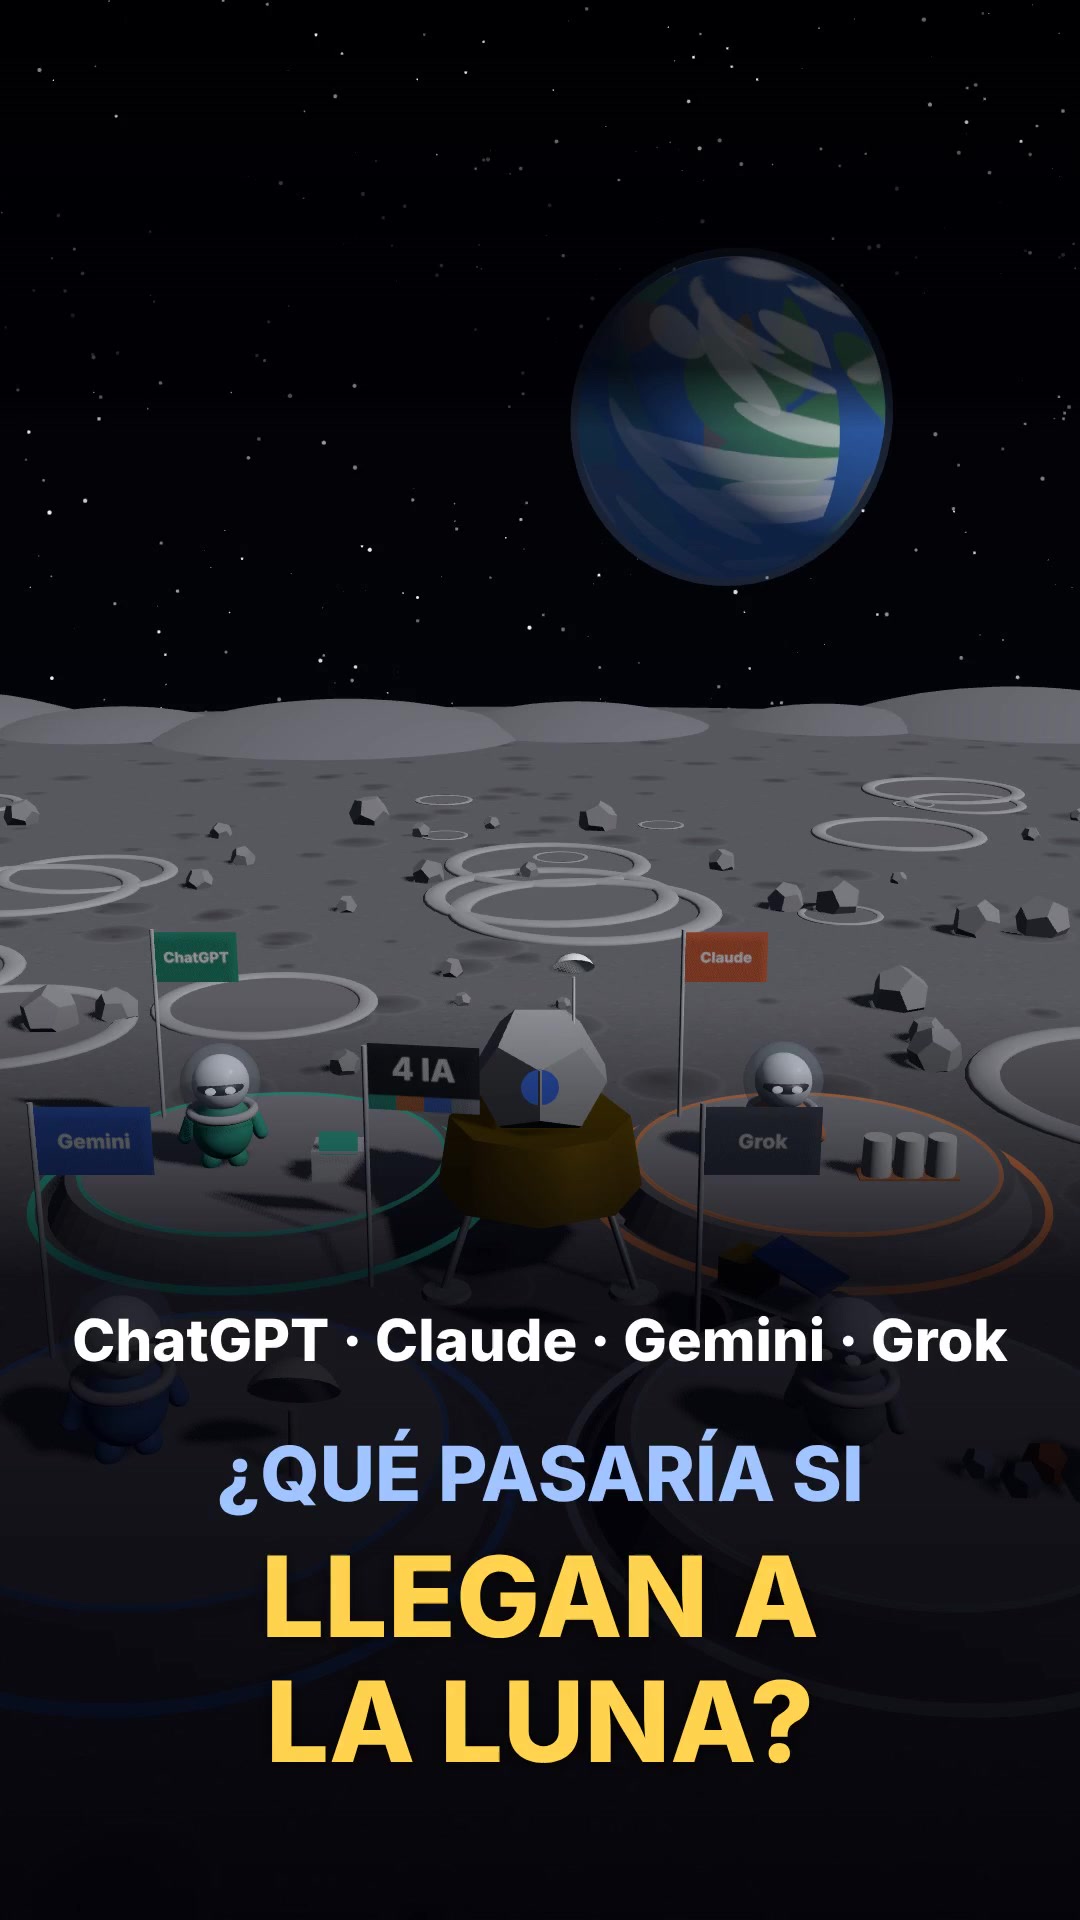 ChatGPT
Claude
4 IA
Gemini
Grok
ChatGPT · Claude · Gemini · Grok
¿QUÉ PASARÍA SI
LLEGAN A
LA LUNA?